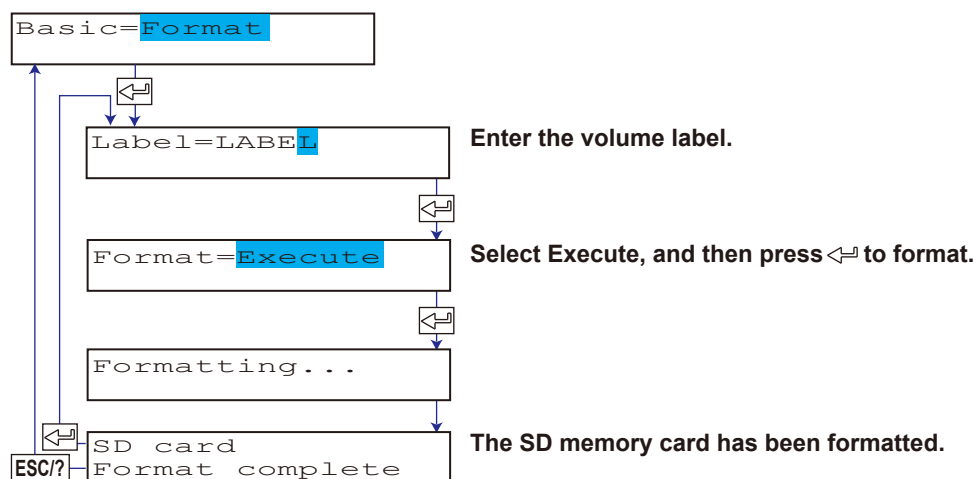 Basic=Format
Label=LABEL
Enter the volume label.
Format=Execute
Select Execute, and then press to format.
Formatting...
SD card
Format complete
The SD memory card has been formatted.
ESC/?